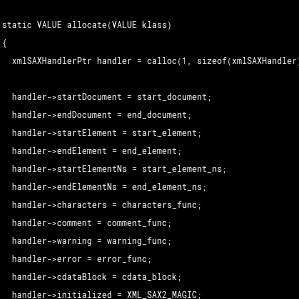 static VALUE allocate(VALUE klass)
{
xmlSAXHandlerPtr handler = calloc(1, sizeof(xmlSAXHandler)
handler->startDocument = start_document;
handler->endDocument = end_document;
handler->startElement = start_element;
handler->endElement = end_element;
handler->startElementNs = start_element_ns;
handler->endElementNs = end_element_ns;
handler->characters = characters_func;
handler->comment = comment_func;
handler->warning = warning_func;
handler->error = error_func;
handler->cdataBlock = cdata_block;
handler->initialized = XML_SAX2_MAGIC;